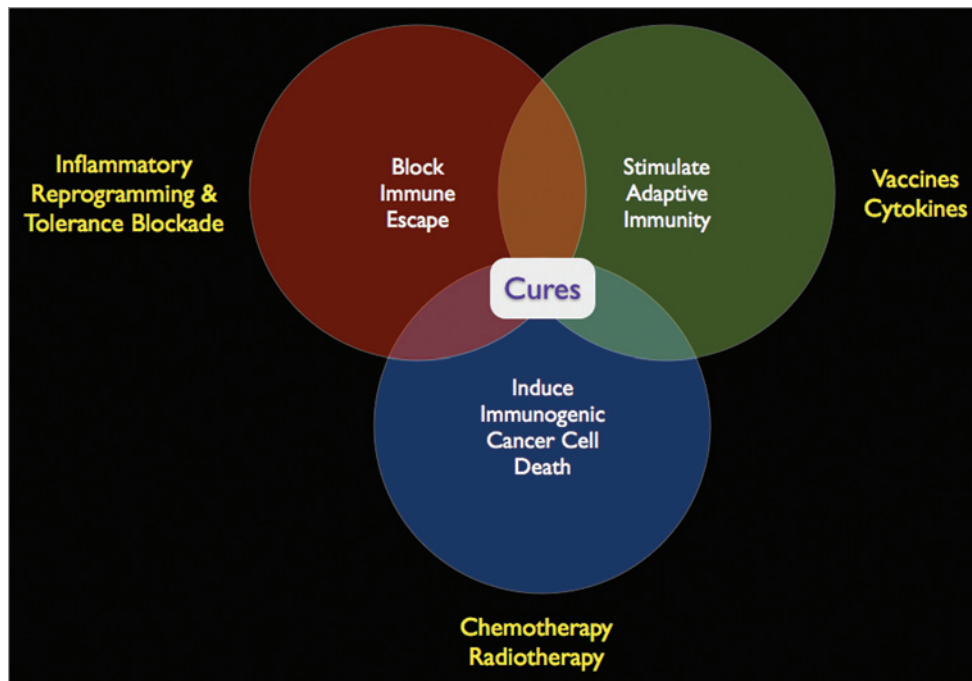 Inflammatory
Reprogramming &
Tolerance Blockade
Block
Immune
Escape
Stimulate
Adaptive
Immunity
Vaccines
Cytokines
Cures
Induce
Immunogenic
Cancer Cell
Death
Chemotherapy
Radiotherapy